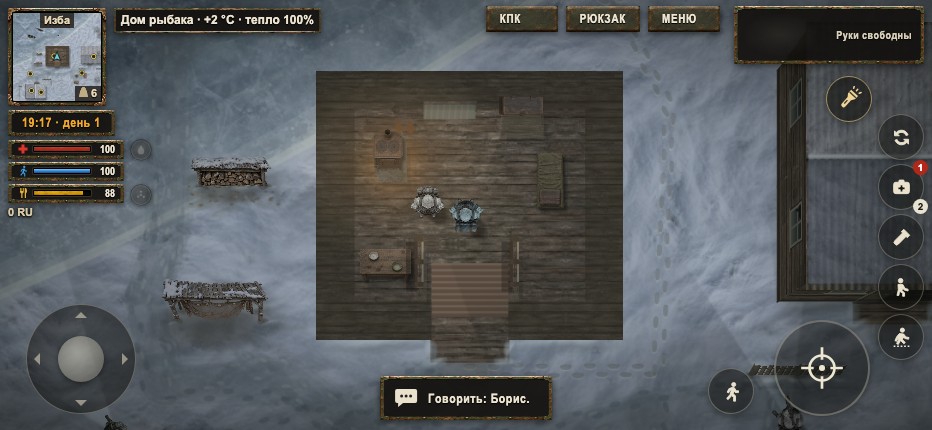 Изба
Дом рыбака · +2 °C · тепло 100%
КПК
РЮКЗАК
МЕНЮ
Руки свободны
6
19:17 · день 1
100
100
88
0 RU
1
2
Говорить: Борис.